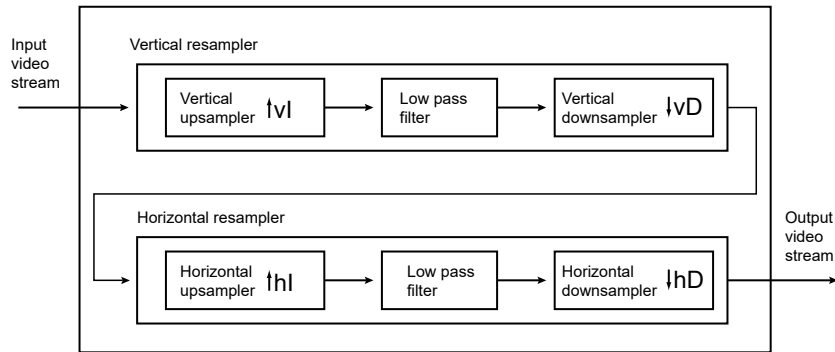 Input
video
stream
Vertical resampler
Vertical
upsampler ↑vI
Low pass
filter
Vertical
downsampler ↓vD
Horizontal resampler
Horizontal
upsampler ↑hI
Low pass
filter
Horizontal
downsampler ↓hD
Output
video
stream